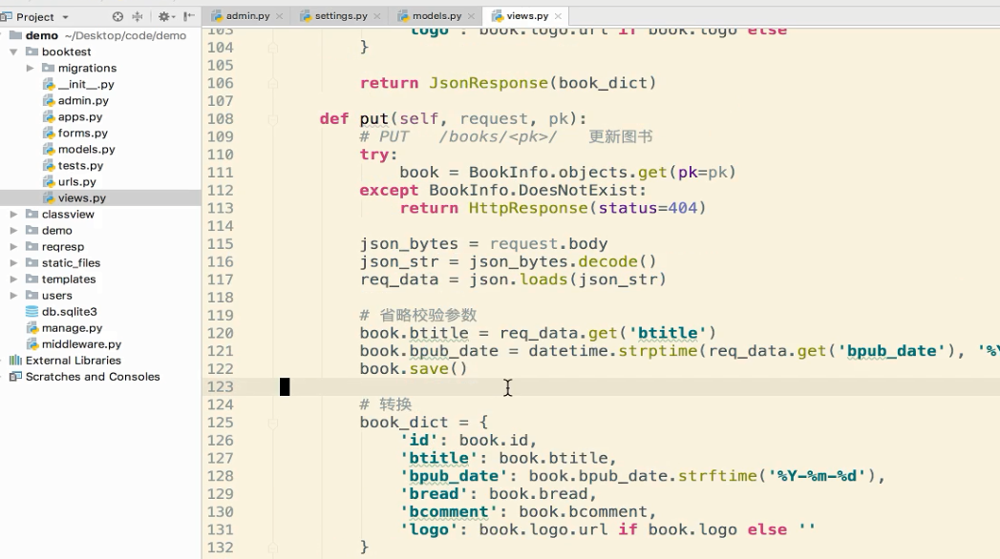 Project
admin.py
settings.py
models.py
views.py
demo ~/Desktop/code/demo
booktest
migrations
__init__.py
admin.py
apps.py
forms.py
models.py
tests.py
urls.py
views.py
classview
demo
reqresp
static_files
templates
users
db.sqlite3
manage.py
middleware.py
External Libraries
Scratches and Consoles
103 'logo': book.logo.url if book.logo else
104 }
105
106 return JsonResponse(book_dict)
107
108 def put(self, request, pk):
109 # PUT /books/<pk>/ 更新图书
110 try:
111 book = BookInfo.objects.get(pk=pk)
112 except BookInfo.DoesNotExist:
113 return HttpResponse(status=404)
114
115 json_bytes = request.body
116 json_str = json_bytes.decode()
117 req_data = json.loads(json_str)
118
119 # 省略校验参数
120 book.btitle = req_data.get('btitle')
121 book.bpub_date = datetime.strptime(req_data.get('bpub_date'), '%Y
122 book.save()
123
124 # 转换
125 book_dict = {
126 'id': book.id,
127 'btitle': book.btitle,
128 'bpub_date': book.bpub_date.strftime('%Y-%m-%d'),
129 'bread': book.bread,
130 'bcomment': book.bcomment,
131 'logo': book.logo.url if book.logo else ''
132 }